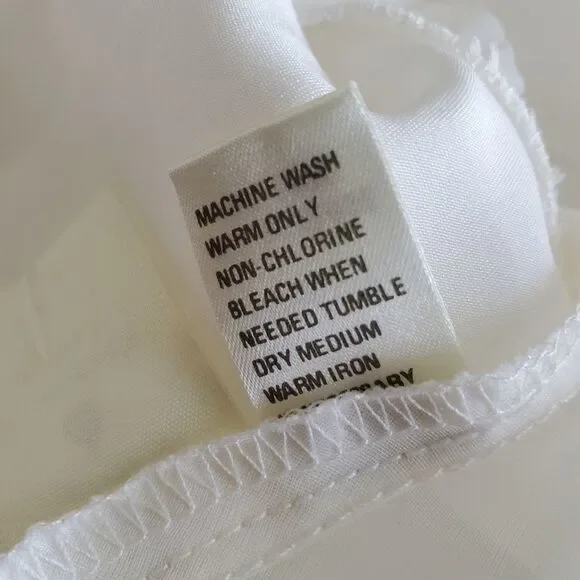 MACHINE WASH
WARM ONLY
NON-CHLORINE
BLEACH WHEN
NEEDED TUMBLE
DRY MEDIUM
WARM IRON